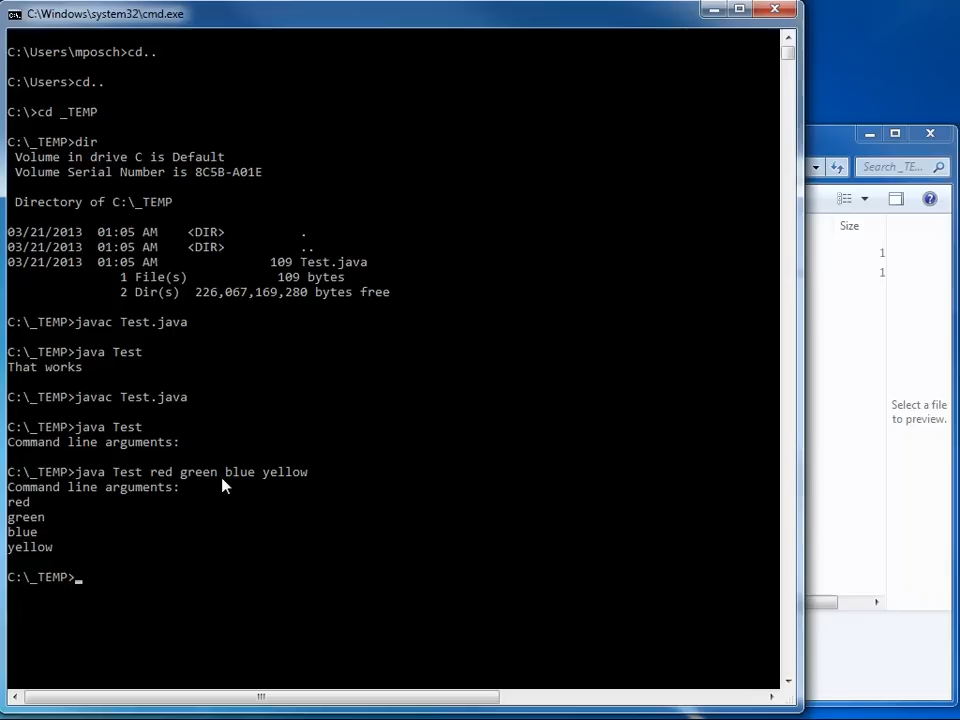 C:\Windows\system32\cmd.exe
C:\Users\mposch>cd..
C:\Users>cd..
C:\>cd _TEMP
C:\_TEMP>dir
Volume in drive C is Default
Volume Serial Number is 8C5B-A01E
Directory of C:\_TEMP
03/21/2013 01:05 AM <DIR> .
03/21/2013 01:05 AM <DIR> ..
03/21/2013 01:05 AM 109 Test.java
1 File(s) 109 bytes
2 Dir(s) 226,067,169,280 bytes free
C:\_TEMP>javac Test.java
C:\_TEMP>java Test
That works
C:\_TEMP>javac Test.java
C:\_TEMP>java Test
Command line arguments:
C:\_TEMP>java Test red green blue yellow
Command line arguments:
red
green
blue
yellow
C:\_TEMP>_
Search _TE...
Size
1
1
Select a file
to preview.